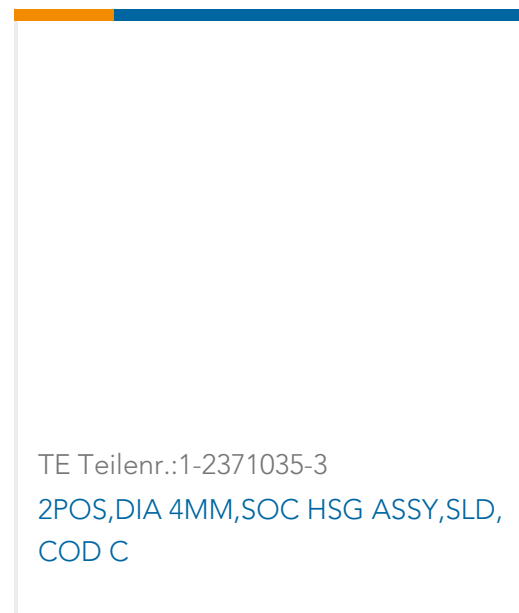 TE Teilenr.:1-2371035-3
2POS,DIA 4MM,SOC HSG ASSY,SLD,
COD C